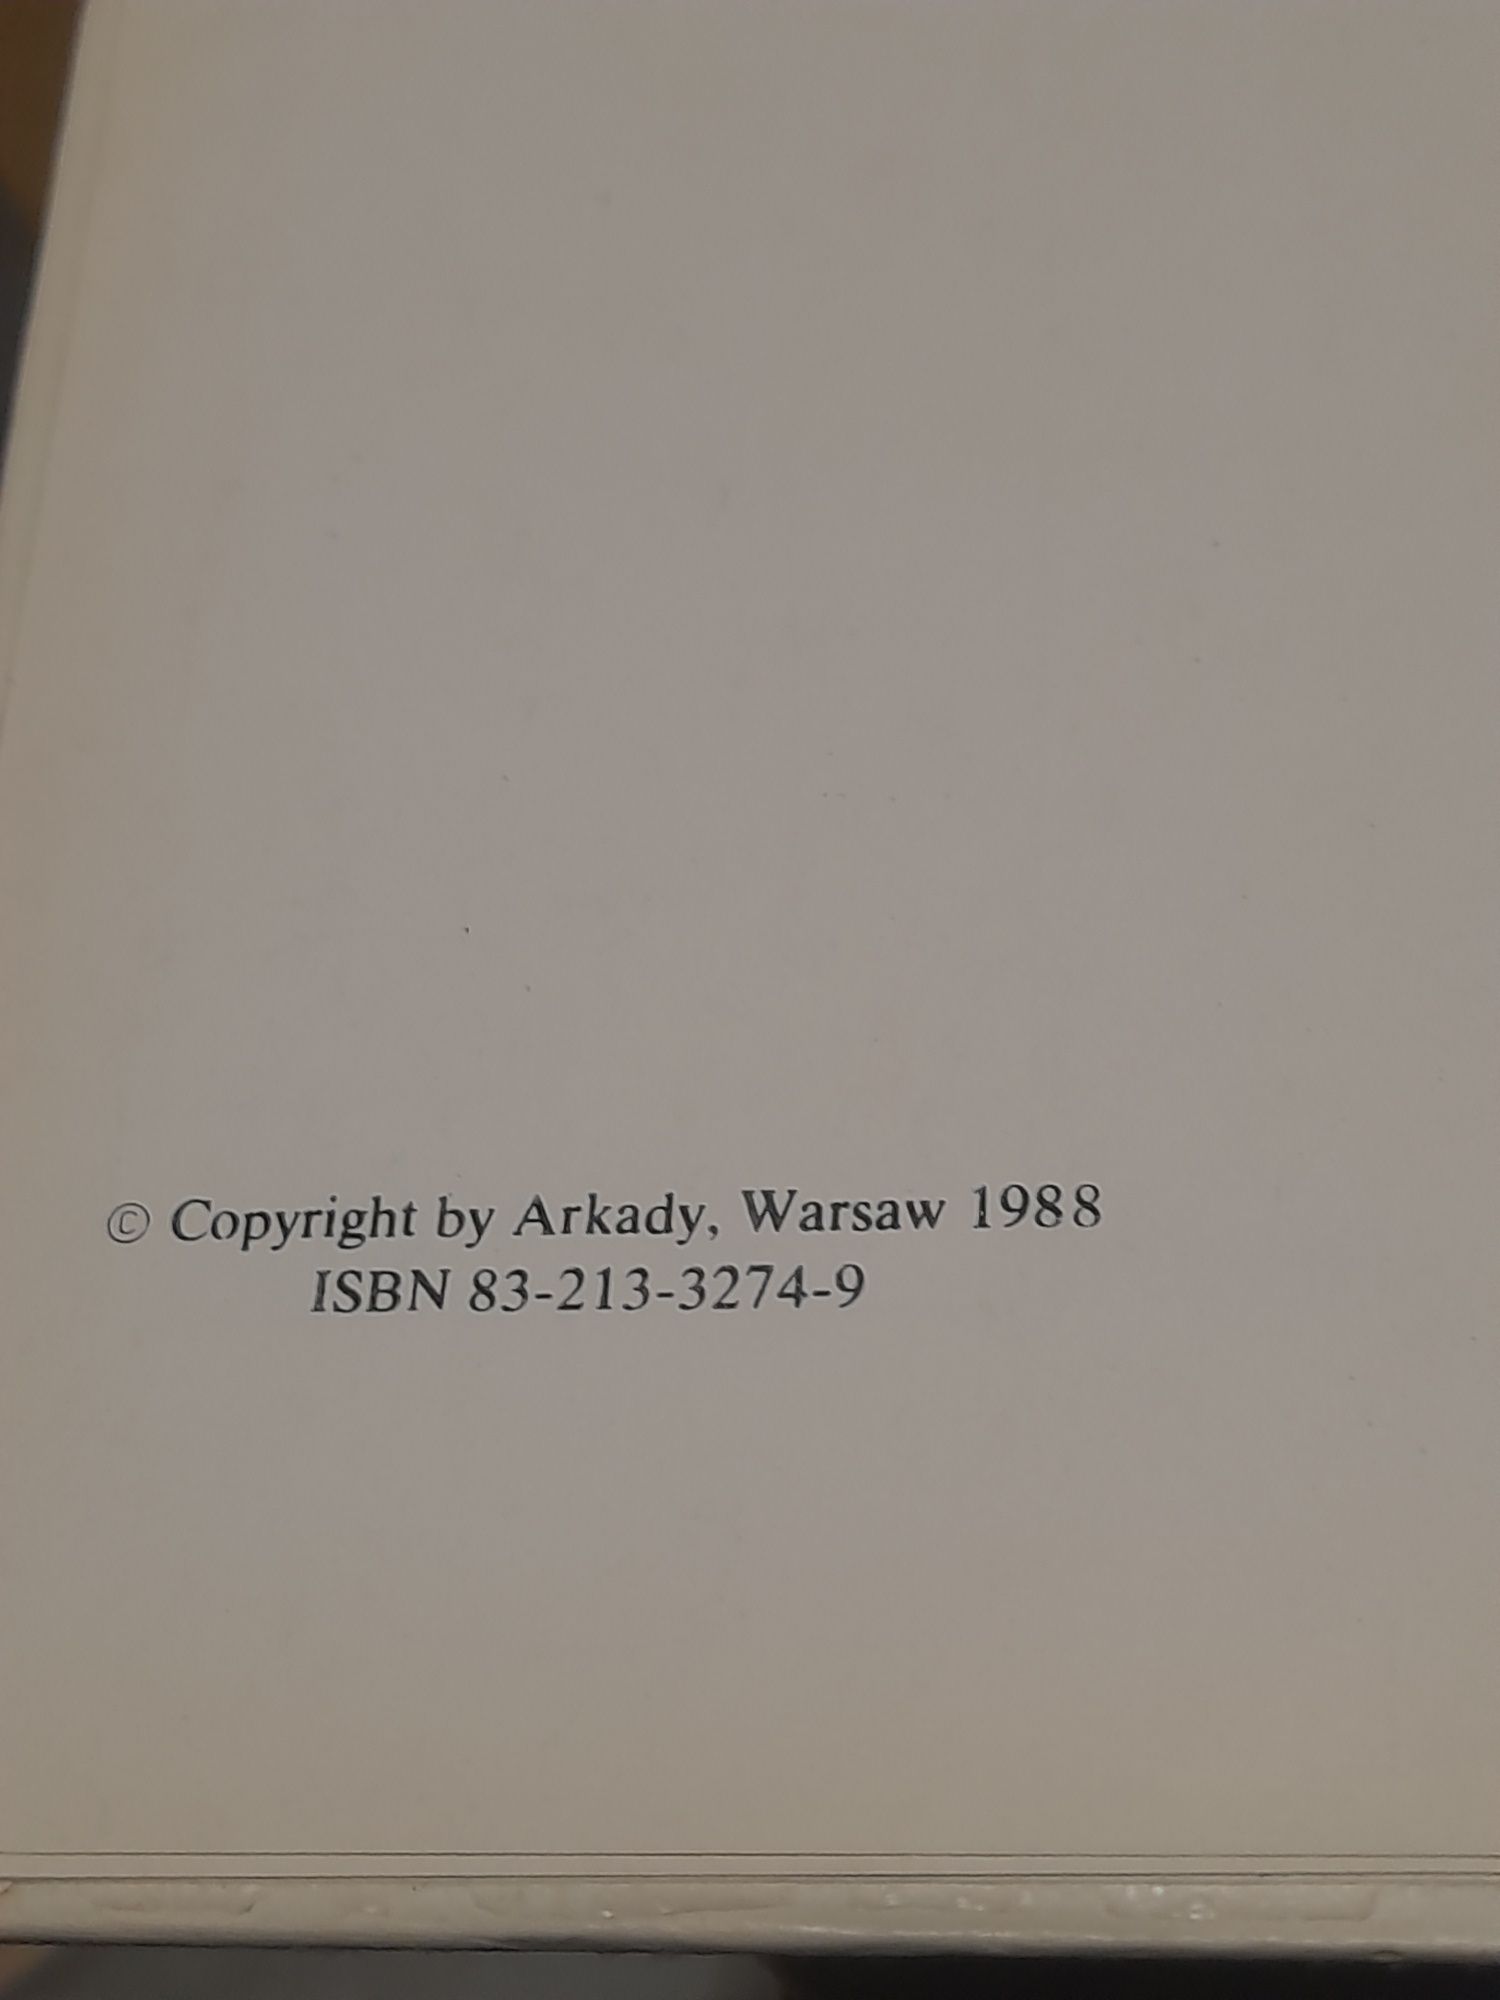 © Copyright by Arkady, Warsaw 1988
ISBN 83-213-3274-9